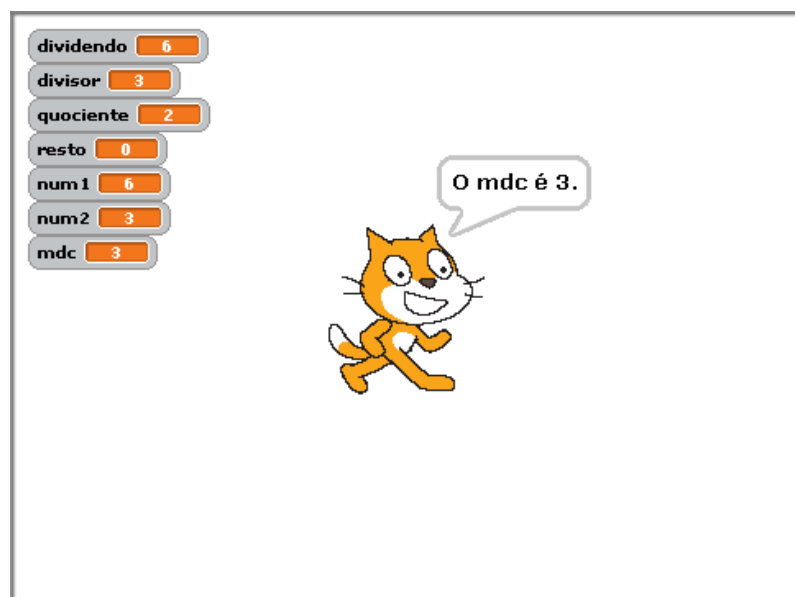 dividendo 6
divisor 3
quociente 2
resto 0
num1 6
num2 3
mdc 3
O mdc é 3.